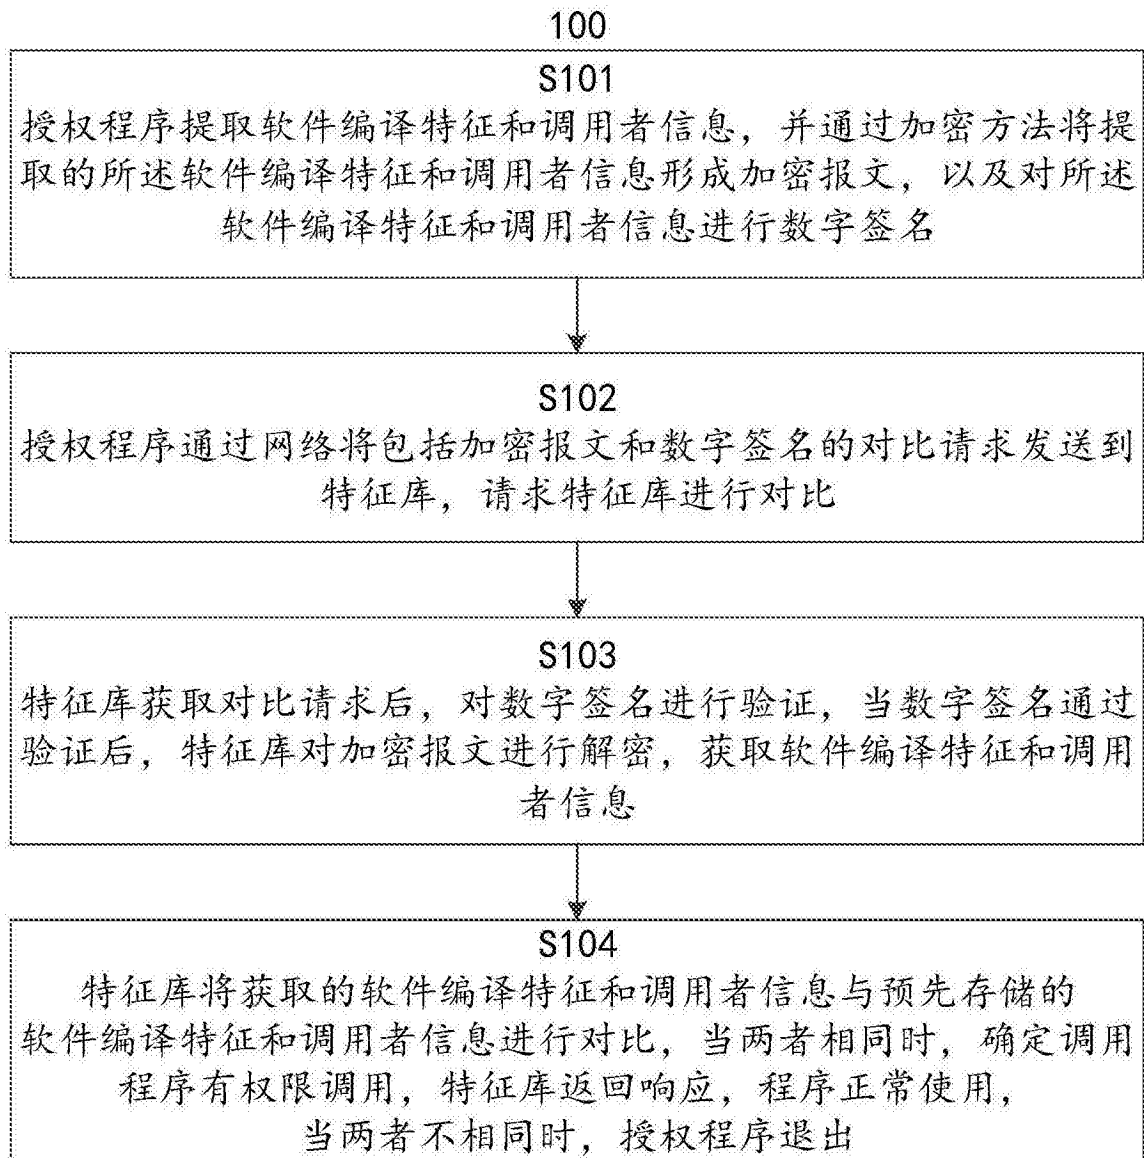 100
S101
授权程序提取软件编译特征和调用者信息，并通过加密方法将提
取的所述软件编译特征和调用者信息形成加密报文，以及对所述
软件编译特征和调用者信息进行数字签名
S102
授权程序通过网络将包括加密报文和数字签名的对比请求发送到
特征库，请求特征库进行对比
S103
特征库获取对比请求后，对数字签名进行验证，当数字签名通过
验证后，特征库对加密报文进行解密，获取软件编译特征和调用
者信息
S104
特征库将获取的软件编译特征和调用者信息与预先存储的
软件编译特征和调用者信息进行对比，当两者相同时，确定调用
程序有权限调用，特征库返回响应，程序正常使用，
当两者不相同时，授权程序退出